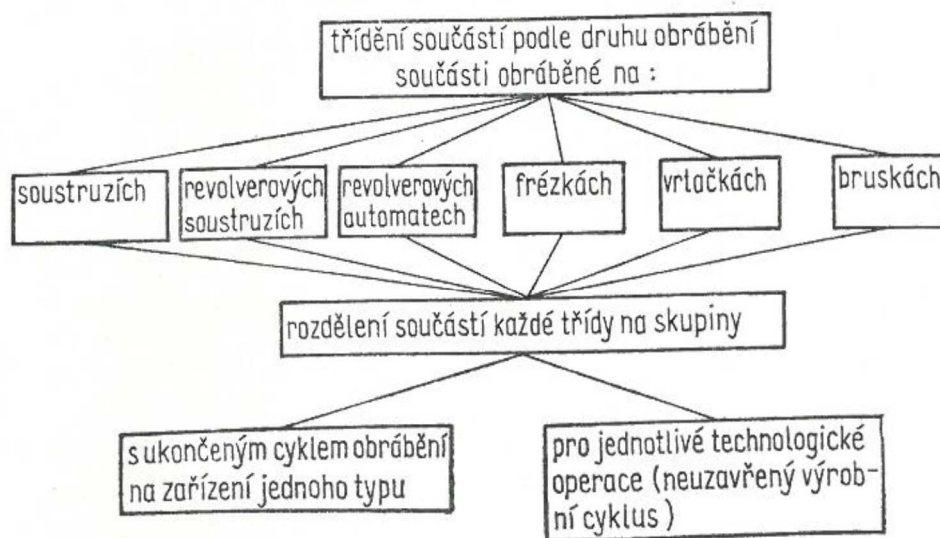 třídění součástí podle druhu obrábění
součásti obráběné na :
soustruzích
revolverových
soustruzích
revolverových
automatech
frézkách
vrtačkách
bruskách
rozdělení součástí každé třídy na skupiny
s ukončeným cyklem obrábění
na zařízení jednoho typu
pro jednotlivé technologické
operace (neuzavřený výrob-
ní cyklus)